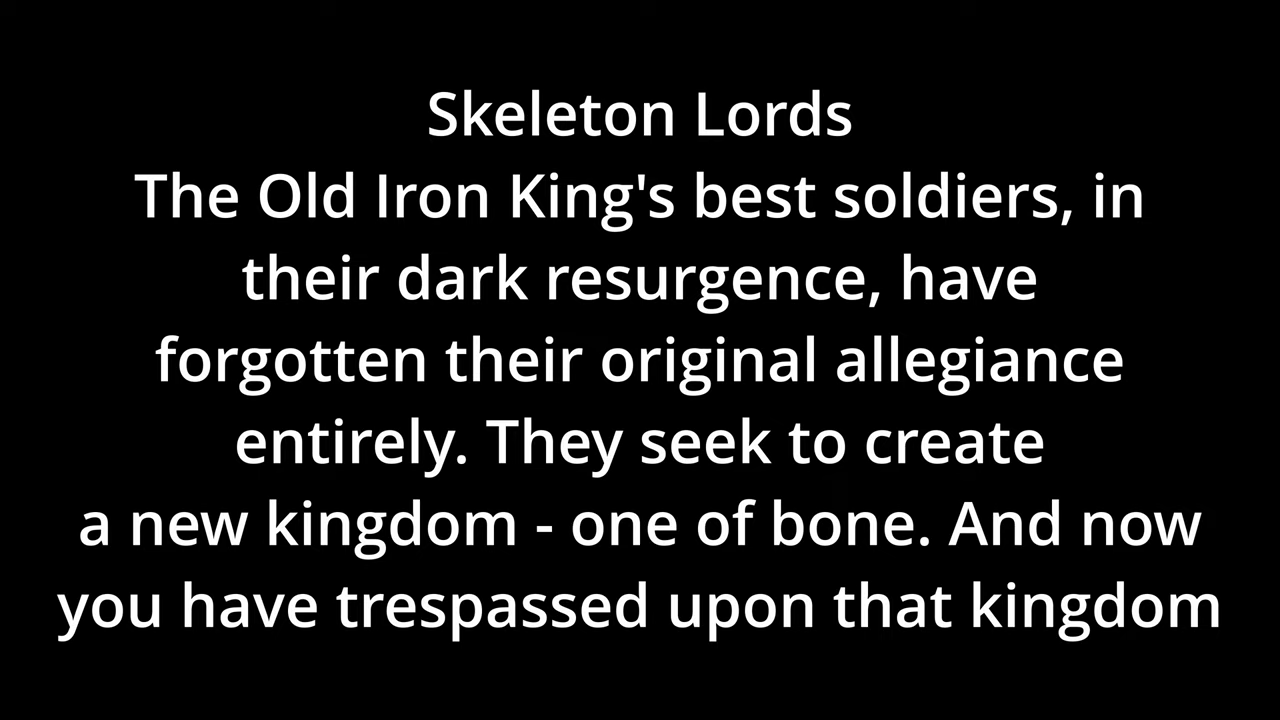 Skeleton Lords
The Old Iron King's best soldiers, in
their dark resurgence, have
forgotten their original allegiance
entirely. They seek to create
a new kingdom - one of bone. And now
you have trespassed upon that kingdom